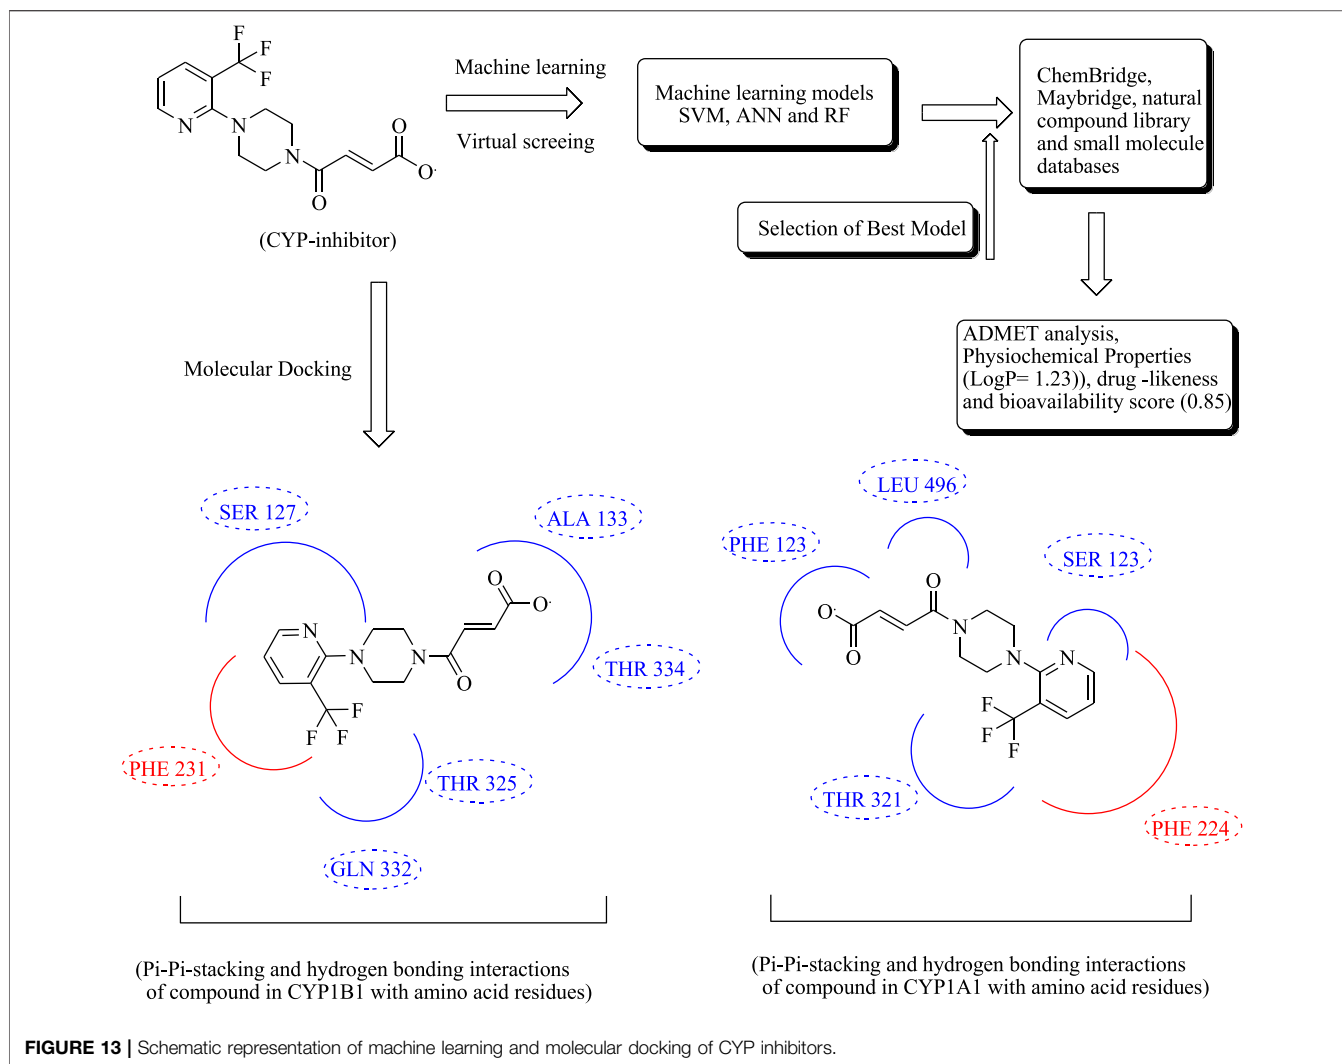 F
F
F
N
N
N
O
O
O·
(CYP-inhibitor)
Machine learning
Virtual screeing
Machine learning models
SVM, ANN and RF
ChemBridge,
Maybridge, natural
compound library
and small molecule
databases
Selection of Best Model
ADMET analysis,
Physiochemical Properties
(LogP= 1.23)), drug -likeness
and bioavailability score (0.85)
Molecular Docking
SER 127
ALA 133
O
O·
N
N
N
O
THR 334
F
F
F
PHE 231
THR 325
GLN 332
(Pi-Pi-stacking and hydrogen bonding interactions
of compound in CYP1B1 with amino acid residues)
LEU 496
PHE 123
SER 123
O
O·
O
N
N
N
F
F
F
THR 321
PHE 224
(Pi-Pi-stacking and hydrogen bonding interactions
of compound in CYP1A1 with amino acid residues)
FIGURE 13 | Schematic representation of machine learning and molecular docking of CYP inhibitors.